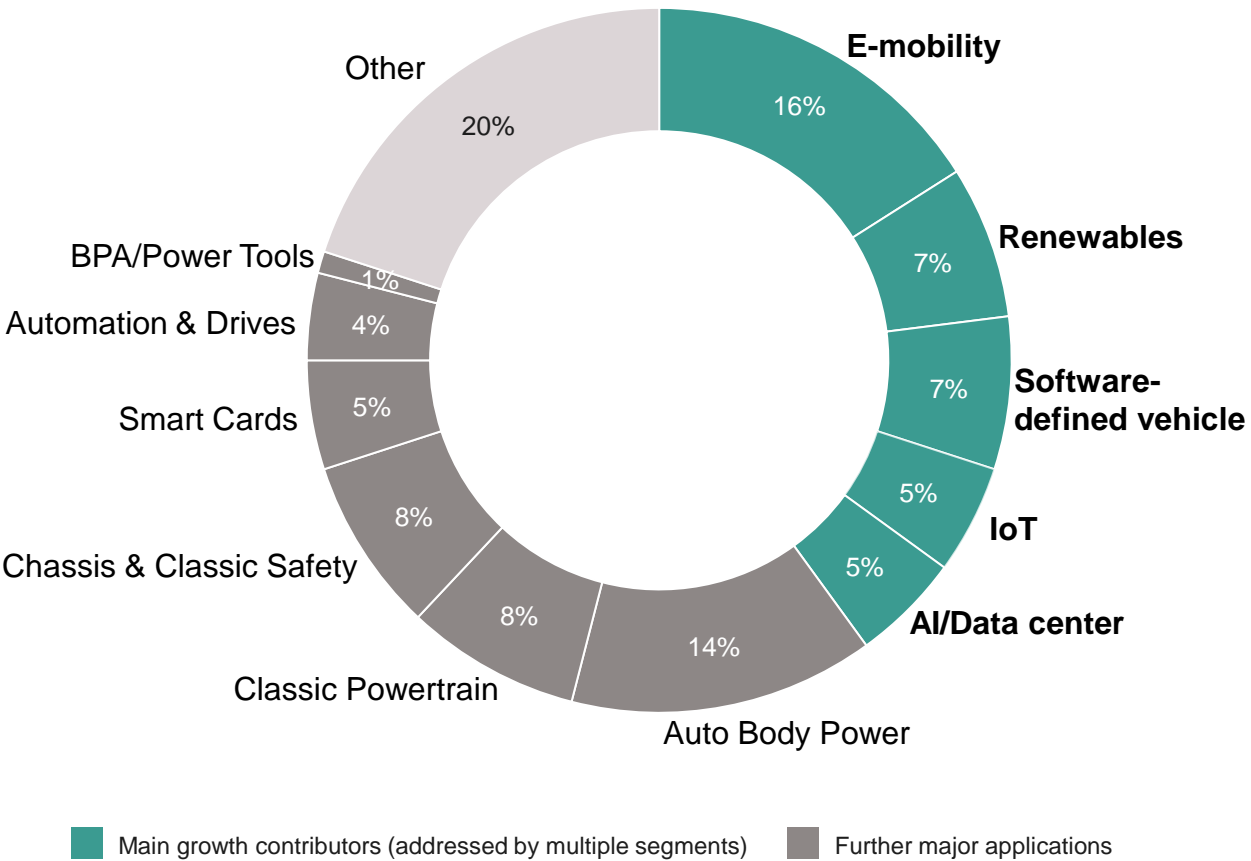 E-mobility
16%
Renewables
7%
Software-
defined vehicle
7%
IoT
5%
AI/Data center
5%
Auto Body Power
14%
Classic Powertrain
8%
Chassis & Classic Safety
8%
Smart Cards
5%
Automation & Drives
4%
BPA/Power Tools
1%
Other
20%
Main growth contributors (addressed by multiple segments)
Further major applications